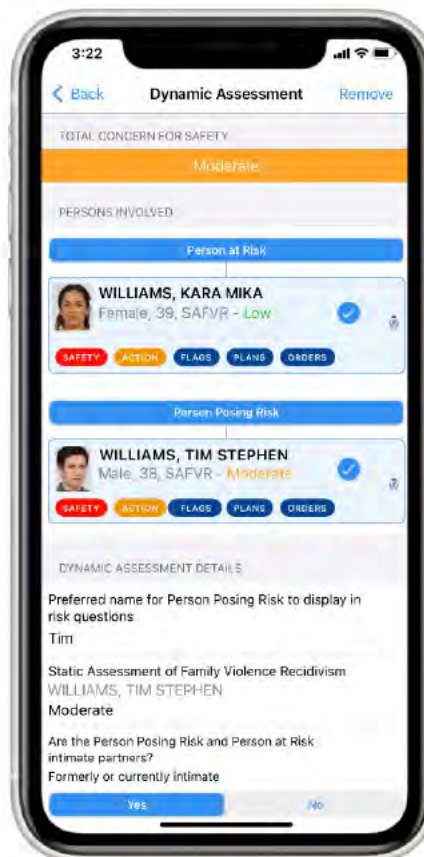 3:22
Back Dynamic Assessment Remove
TOTAL CONCERN FOR SAFETY
Moderate
PERSONS INVOLVED
Person at Risk
WILLIAMS, KARA MIKA
Female, 39, SAFVR - Low
SAFETY ACTION FLAGS PLANS ORDERS
Person Posing Risk
WILLIAMS, TIM STEPHEN
Male, 38, SAFVR - Moderate
SAFETY ACTION FLAGS PLANS ORDERS
DYNAMIC ASSESSMENT DETAILS
Preferred name for Person Posing Risk to display in
risk questions
Tim
Static Assessment of Family Violence Recidivism
WILLIAMS, TIM STEPHEN
Moderate
Are the Person Posing Risk and Person at Risk
intimate partners?
Formerly or currently intimate
Yes No